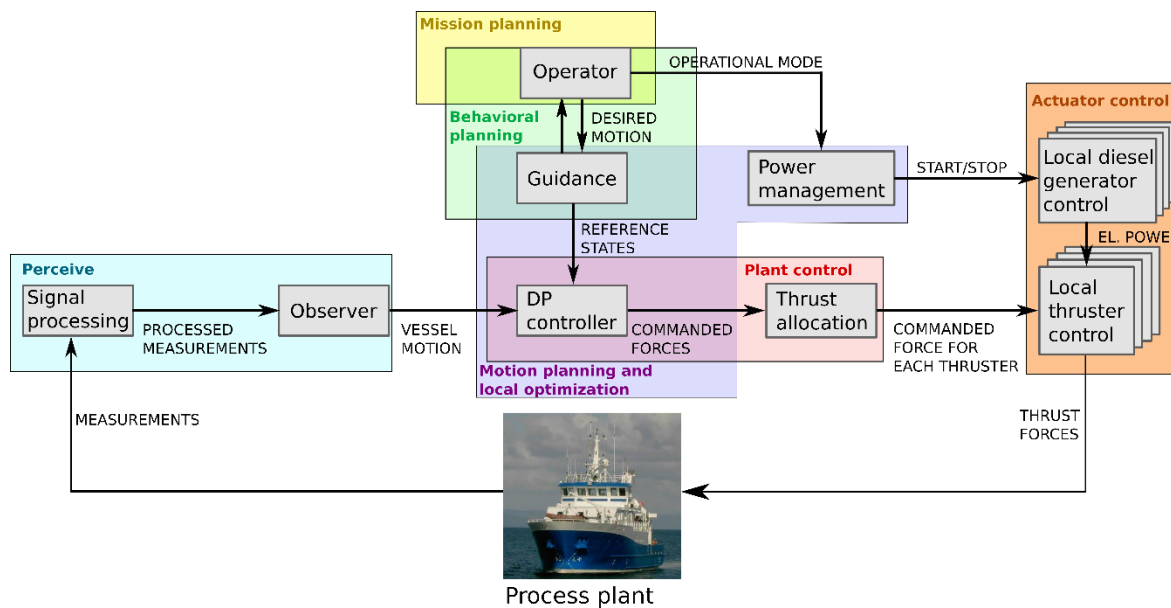 Mission planning
Operator
OPERATIONAL MODE
Behavioral
planning
DESIRED
MOTION
Guidance
Power
management
START/STOP
Actuator control
Local diesel
generator
control
EL. POWE
REFERENCE
STATES
Perceive
Signal
processing
PROCESSED
MEASUREMENTS
Observer
VESSEL
MOTION
DP
controller
COMMANDED
FORCES
Plant control
Thrust
allocation
COMMANDED
FORCE FOR
EACH THRUSTER
Local
thruster
control
Motion planning and
local optimization
MEASUREMENTS
THRUST
FORCES
Process plant